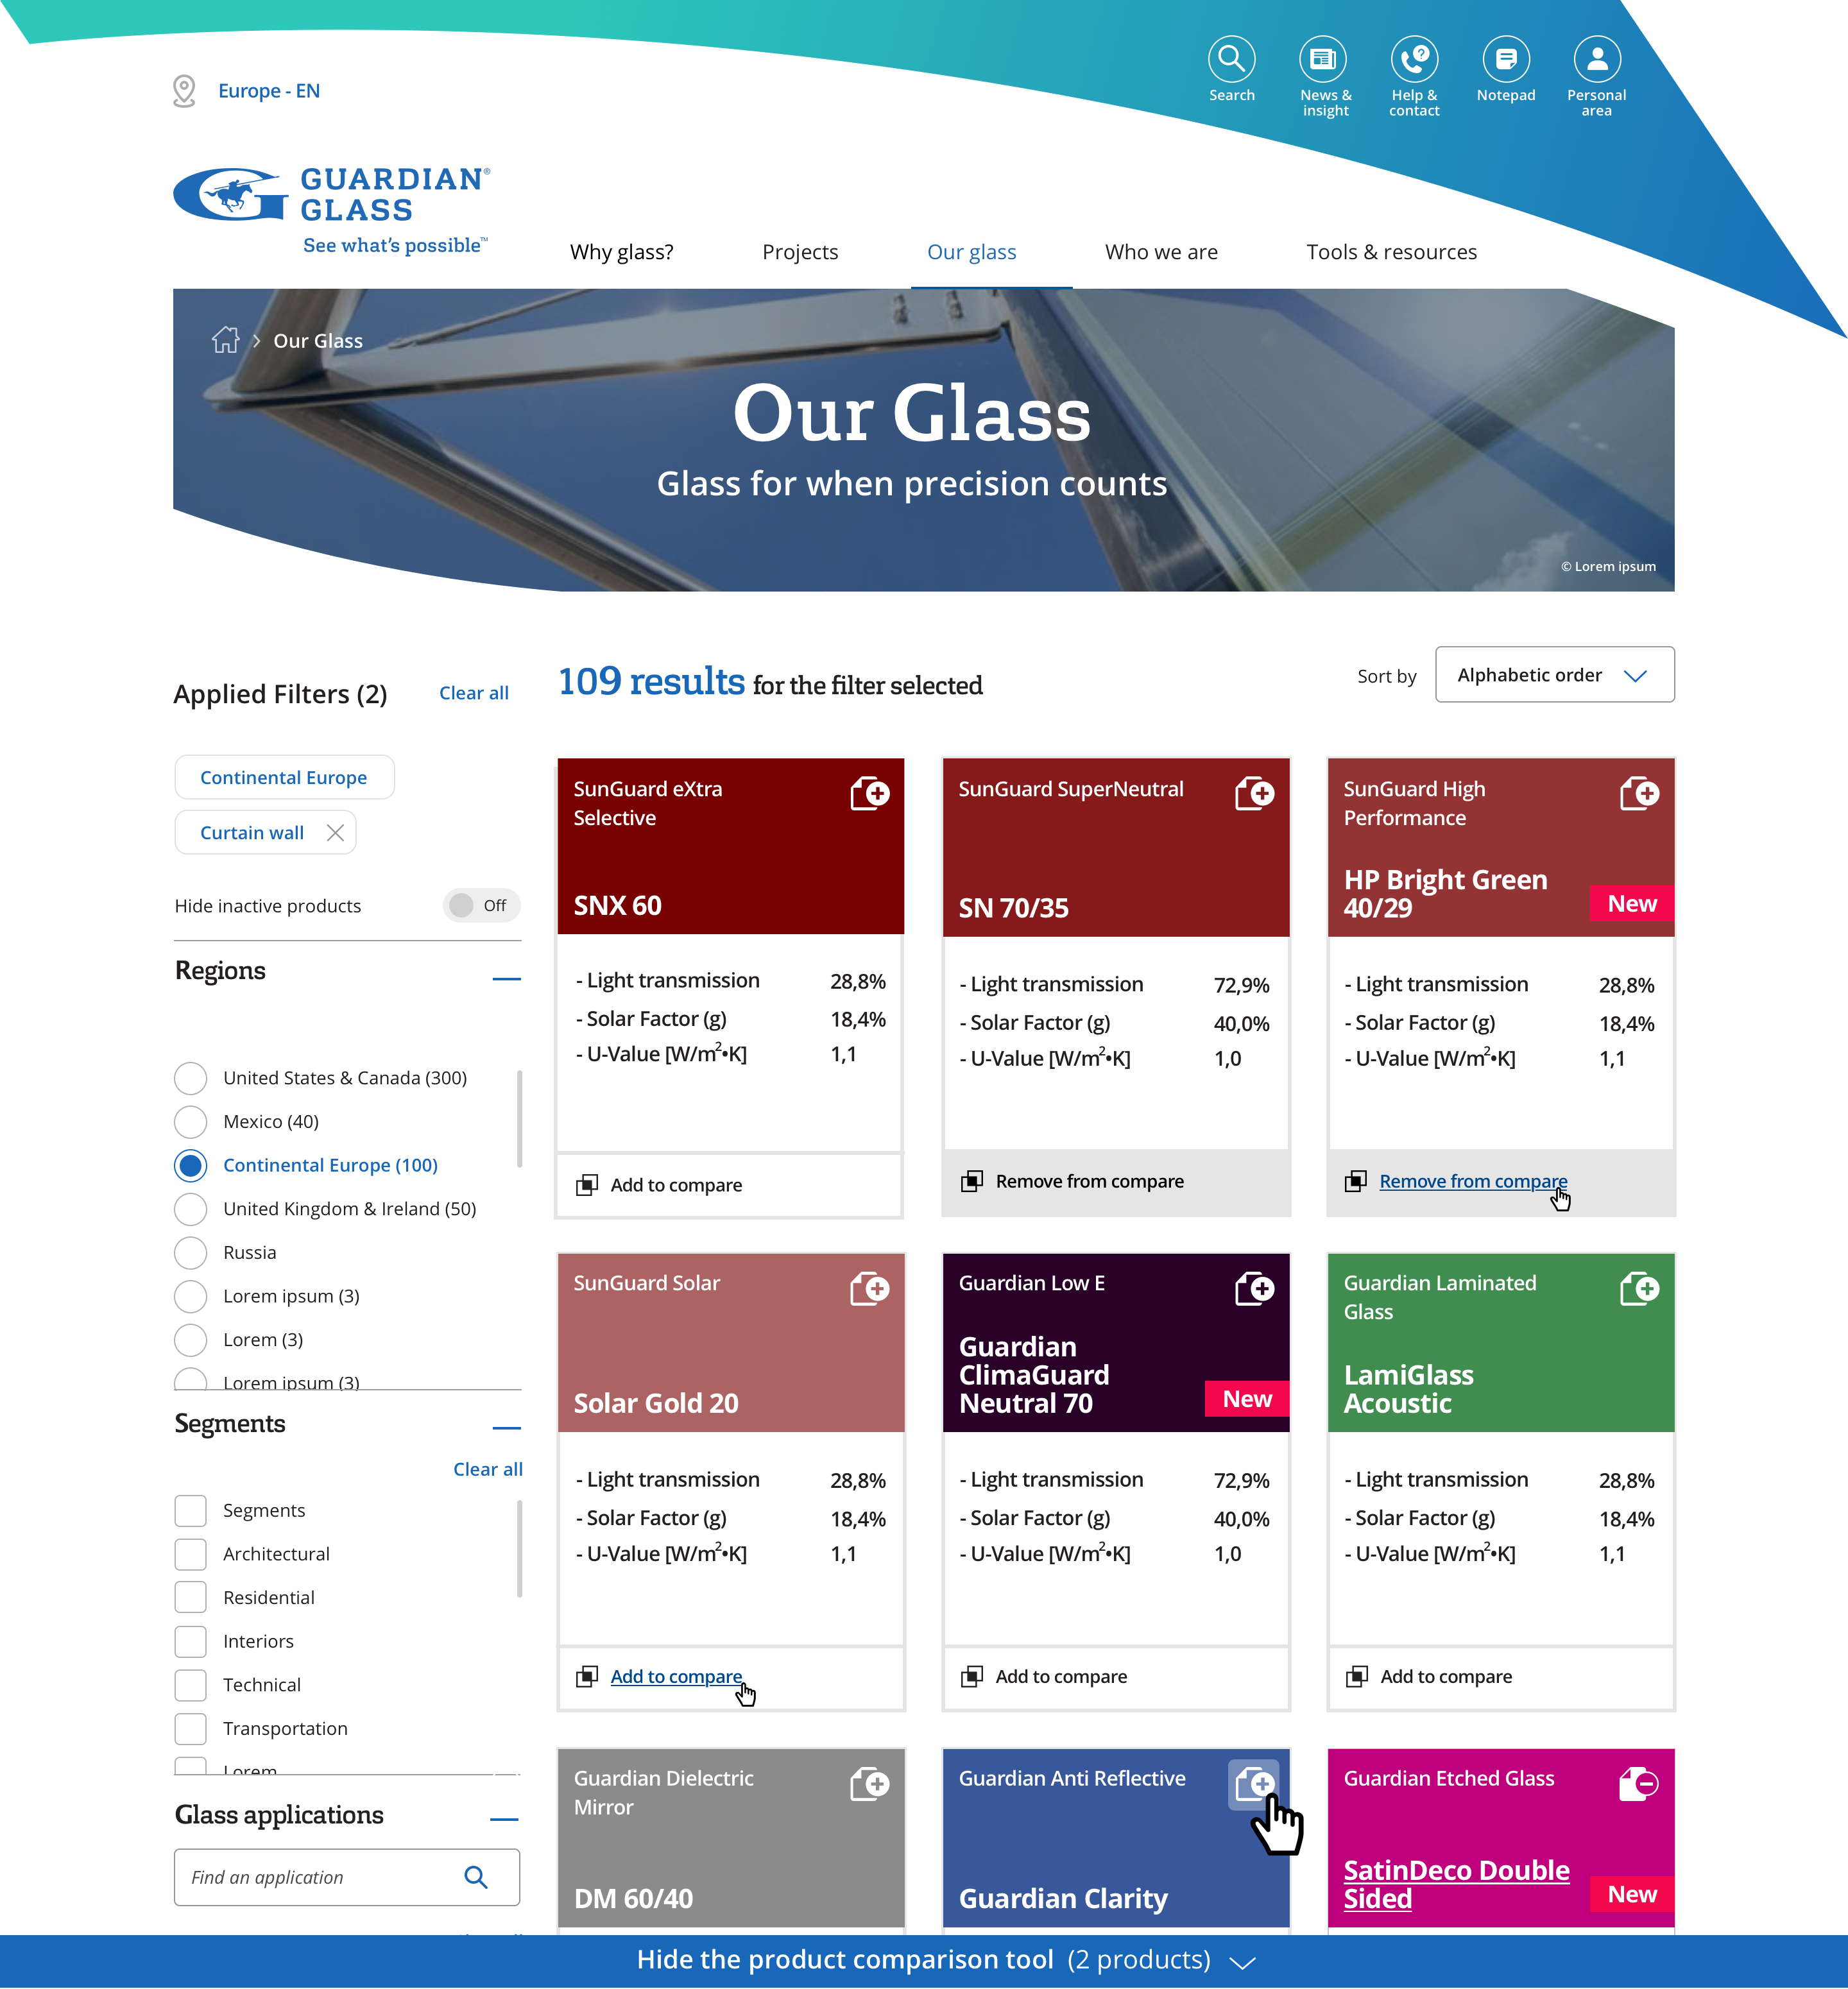 Europe - EN
Search
News &
insight
Help &
contact
Notepad
Personal
area
GUARDIAN®
GLASS
See what's possible™
Why glass?
Projects
Our glass
Who we are
Tools & resources
Our Glass
Our Glass
Glass for when precision counts
© Lorem ipsum
Applied Filters (2)
Clear all
109 results for the filter selected
Sort by
Alphabetic order
Continental Europe
Curtain wall
Hide inactive products
Off
Regions
United States & Canada (300)
Mexico (40)
Continental Europe (100)
United Kingdom & Ireland (50)
Russia
Lorem ipsum (3)
Lorem (3)
Lorem ipsum (3)
Segments
Clear all
Segments
Architectural
Residential
Interiors
Technical
Transportation
Lorem
Glass applications
Find an application
SunGuard eXtra
Selective
SNX 60
- Light transmission 28,8%
- Solar Factor (g) 18,4%
- U-Value [W/m²•K] 1,1
Add to compare
SunGuard SuperNeutral
SN 70/35
- Light transmission 72,9%
- Solar Factor (g) 40,0%
- U-Value [W/m²•K] 1,0
Remove from compare
SunGuard High
Performance
HP Bright Green
40/29
New
- Light transmission 28,8%
- Solar Factor (g) 18,4%
- U-Value [W/m²•K] 1,1
Remove from compare
SunGuard Solar
Solar Gold 20
- Light transmission 28,8%
- Solar Factor (g) 18,4%
- U-Value [W/m²•K] 1,1
Add to compare
Guardian Low E
Guardian
ClimaGuard
Neutral 70
New
- Light transmission 72,9%
- Solar Factor (g) 40,0%
- U-Value [W/m²•K] 1,0
Add to compare
Guardian Laminated
Glass
LamiGlass
Acoustic
- Light transmission 28,8%
- Solar Factor (g) 18,4%
- U-Value [W/m²•K] 1,1
Add to compare
Guardian Dielectric
Mirror
DM 60/40
Guardian Anti Reflective
Guardian Clarity
Guardian Etched Glass
SatinDeco Double
Sided
New
Hide the product comparison tool (2 products)